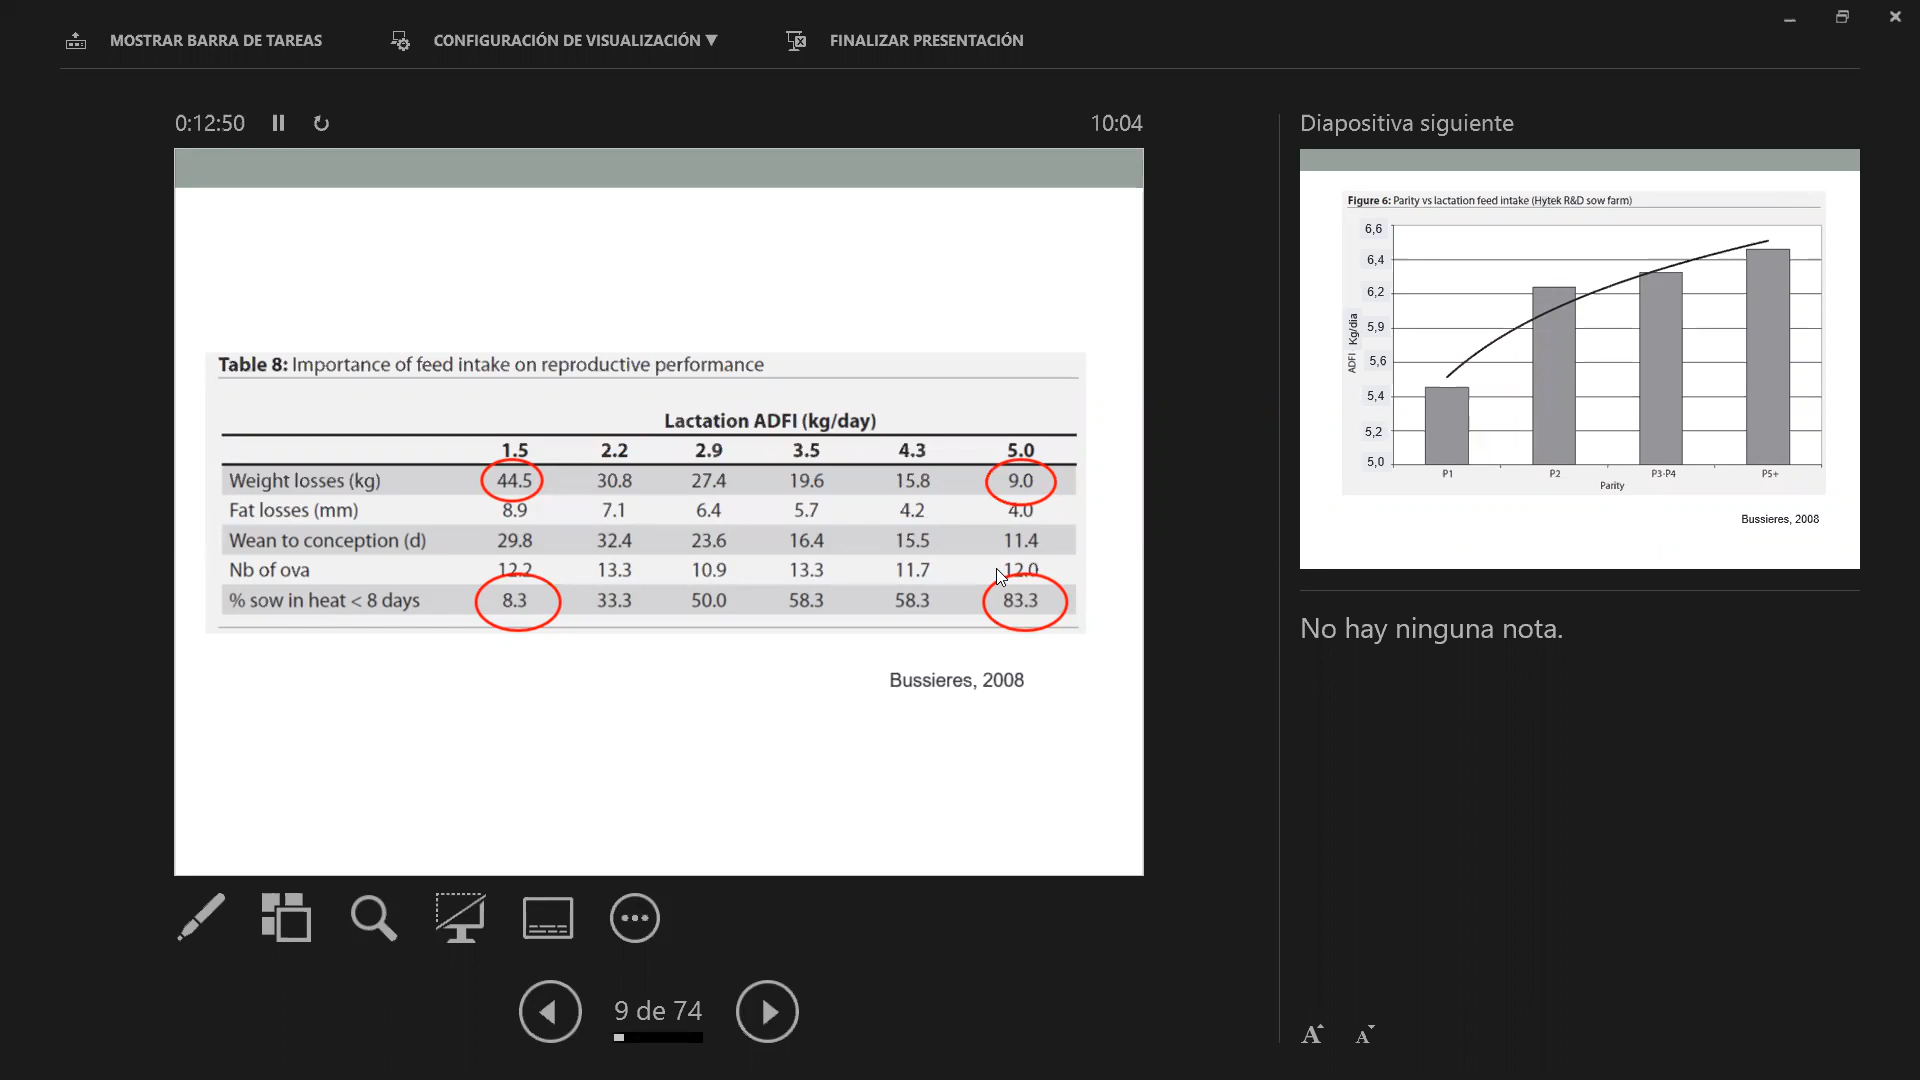 MOSTRAR BARRA DE TAREAS CONFIGURACIÓN DE VISUALIZACIÓN ▼ FINALIZAR PRESENTACIÓN
0:12:50 10:04
Table 8: Importance of feed intake on reproductive performance
Lactation ADFI (kg/day)
1.5 2.2 2.9 3.5 4.3 5.0
Weight losses (kg) 44.5 30.8 27.4 19.6 15.8 9.0
Fat losses (mm) 8.9 7.1 6.4 5.7 4.2 4.0
Wean to conception (d) 29.8 32.4 23.6 16.4 15.5 11.4
Nb of ova 12.2 13.3 10.9 13.3 11.7 12.0
% sow in heat < 8 days 8.3 33.3 50.0 58.3 58.3 83.3
Bussieres, 2008
9 de 74
Diapositiva siguiente
Figure 6: Parity vs lactation feed intake (Hytek R&D sow farm)
6,6
6,4
6,2
5,9
5,6
5,4
5,2
5,0
ADFI Kg/dia
P1 P2 P3-P4 P5+
Parity
Bussieres, 2008
No hay ninguna nota.
A A